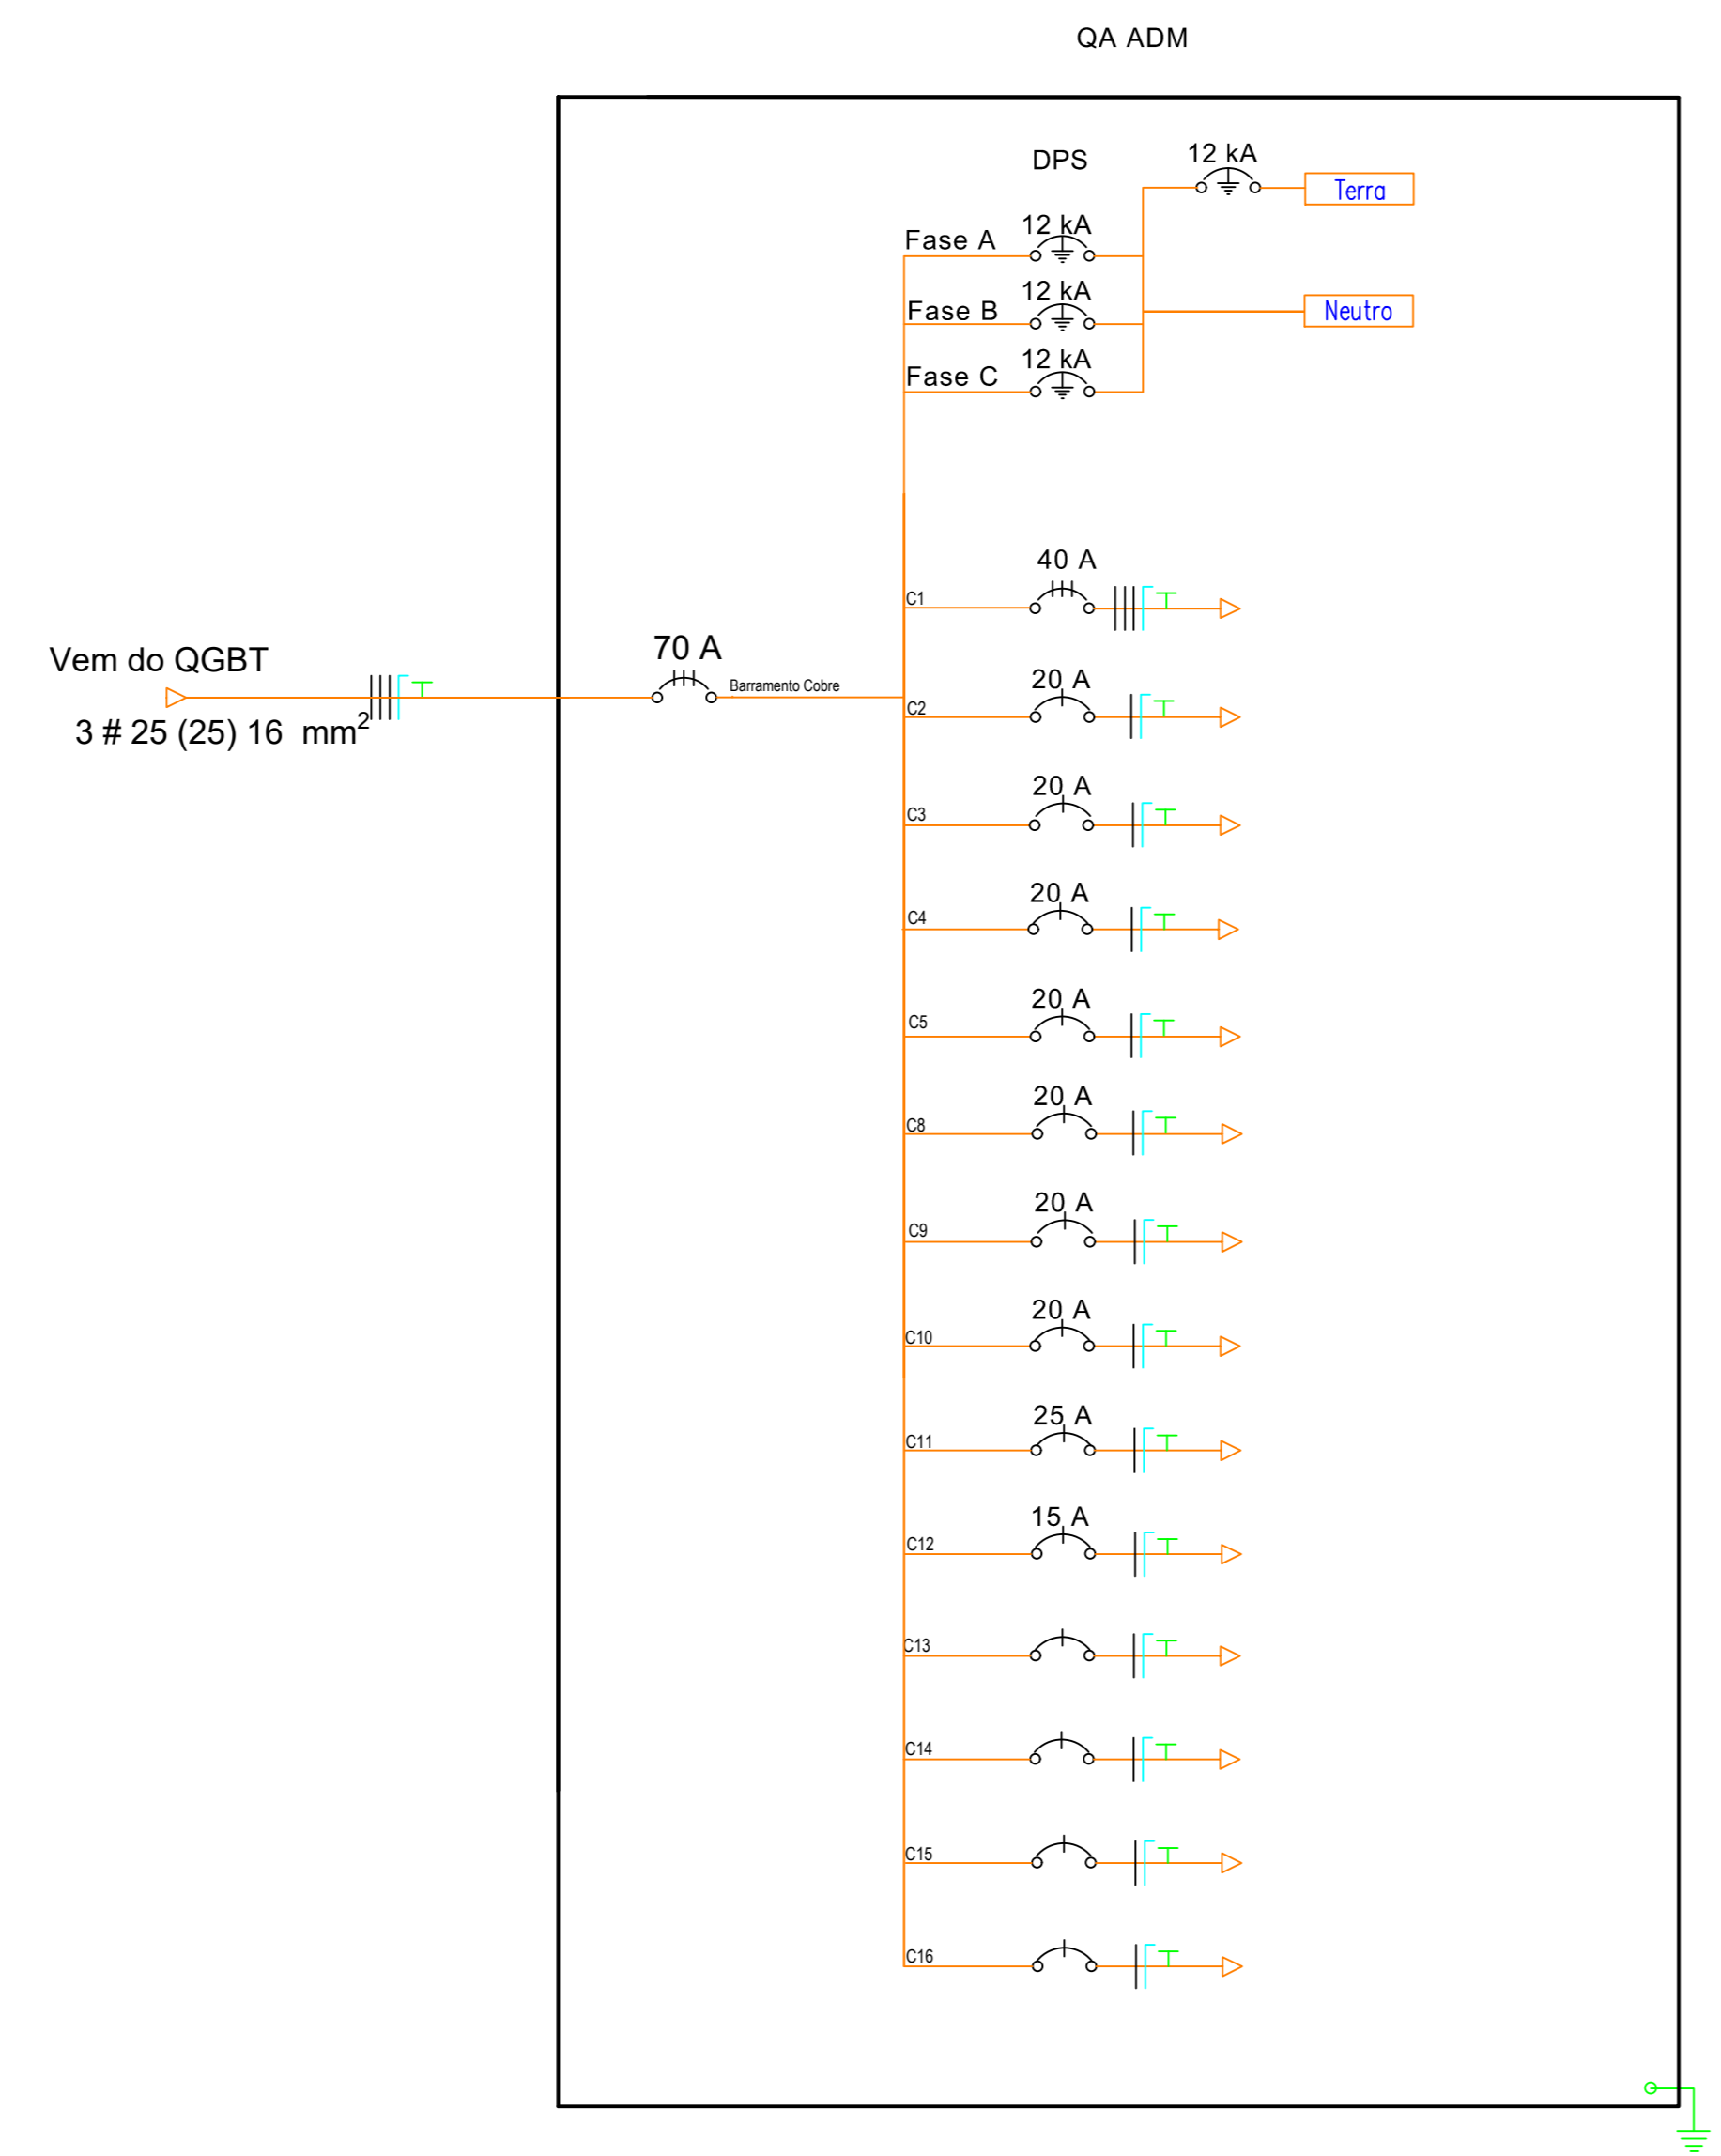 QA ADM
DPS
12 kA
Terra
Fase A
12 kA
Fase B
12 kA
Neutro
Fase C
12 kA
C1
40 A
Vem do QGBT
3 # 25 (25) 16 mm²
70 A
Barramento Cobre
C2
20 A
C3
20 A
C4
20 A
C5
20 A
C8
20 A
C9
20 A
C10
20 A
C11
25 A
C12
15 A
C13
C14
C15
C16